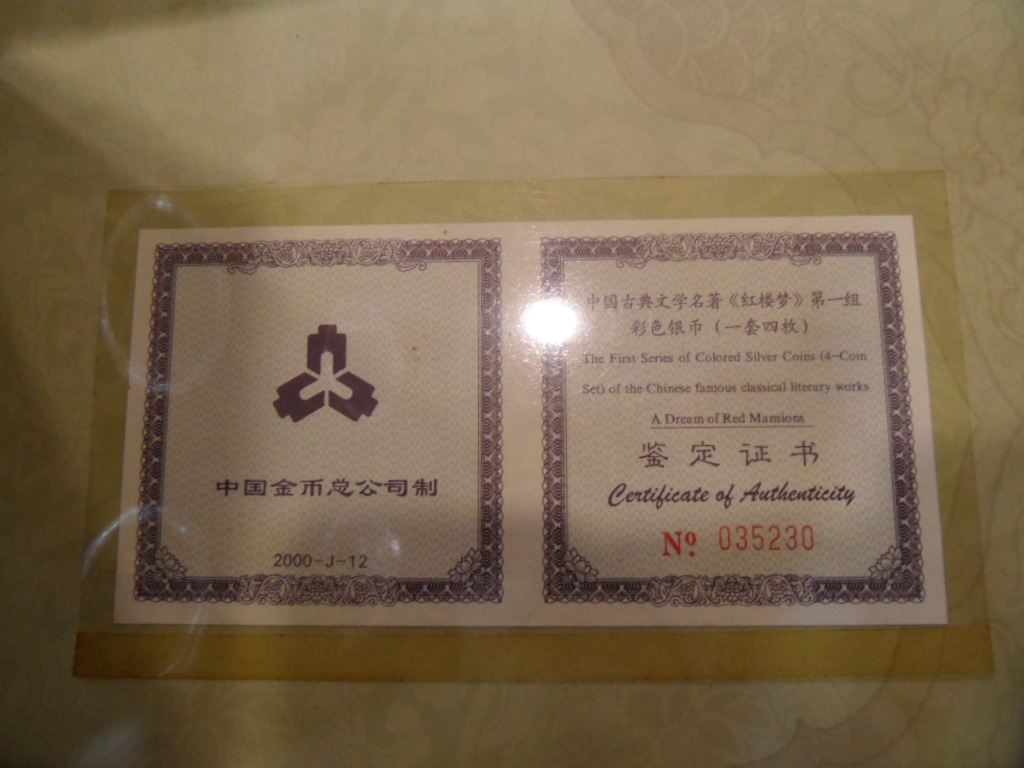 中国金币总公司制
2000-J-12
中国古典文学名著《红楼梦》第一组
彩色银币（一套四枚）
The First Series of Colored Silver Coins (4-Coin
Set) of the Chinese famous classical literary works
A Dream of Red Mansions
鉴定证书
Certificate of Authenticity
Nº 035230